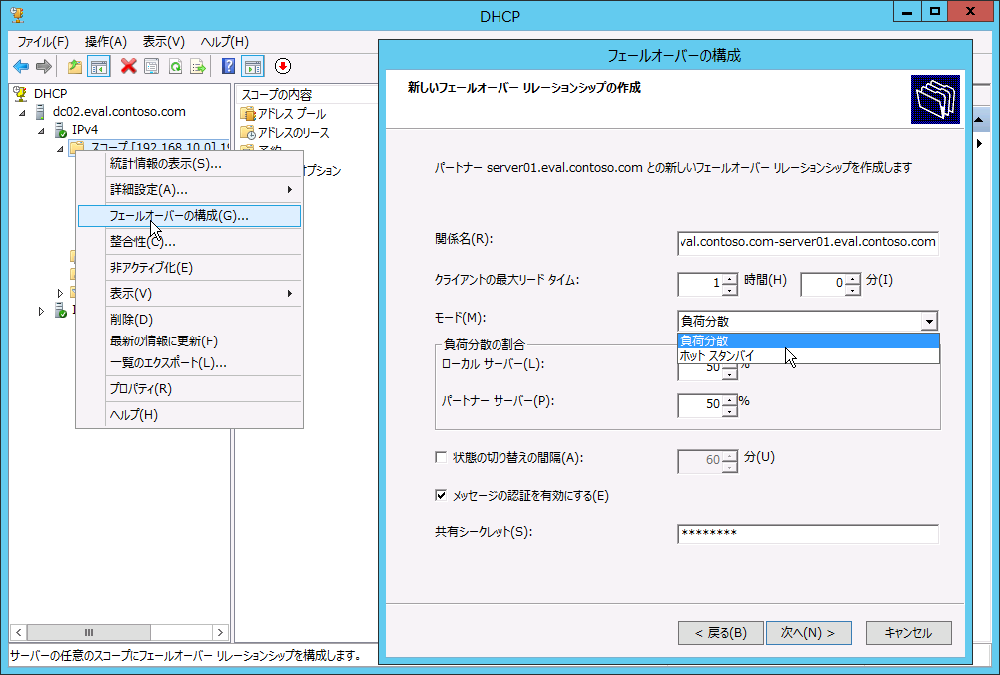 DHCP
ファイル(F) 操作(A) 表示(V) ヘルプ(H)
DHCP
dc02.eval.contoso.com
IPv4
スコープ [192.168.10.0]
統計情報の表示(S)...
詳細設定(A)...
フェールオーバーの構成(G)...
整合性(C)...
非アクティブ化(E)
表示(V)
削除(D)
最新の情報に更新(F)
一覧のエクスポート(L)...
プロパティ(R)
ヘルプ(H)
スコープの内容
アドレス プール
アドレスのリース
プション
サーバーの任意のスコープにフェールオーバー リレーションシップを構成します。
フェールオーバーの構成
新しいフェールオーバー リレーションシップの作成
パートナー server01.eval.contoso.com との新しいフェールオーバー リレーションシップを作成します
関係名(R):
val.contoso.com-server01.eval.contoso.com
クライアントの最大リード タイム:
1 時間(H) 0 分(I)
モード(M):
負荷分散
負荷分散
ホット スタンバイ
負荷分散の割合
ローカル サーバー(L):
50 %
パートナー サーバー(P):
50 %
状態の切り替えの間隔(A):
60 分(U)
メッセージの認証を有効にする(E)
共有シークレット(S):
********
< 戻る(B) 次へ(N) > キャンセル